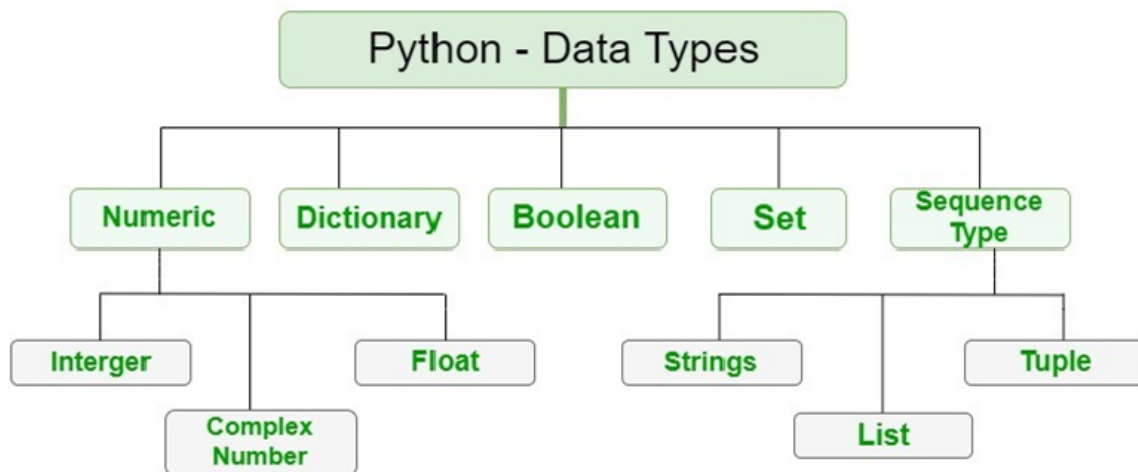 Python - Data Types
Numeric
Dictionary
Boolean
Set
Sequence
Type
Interger
Float
Strings
Tuple
Complex
Number
List